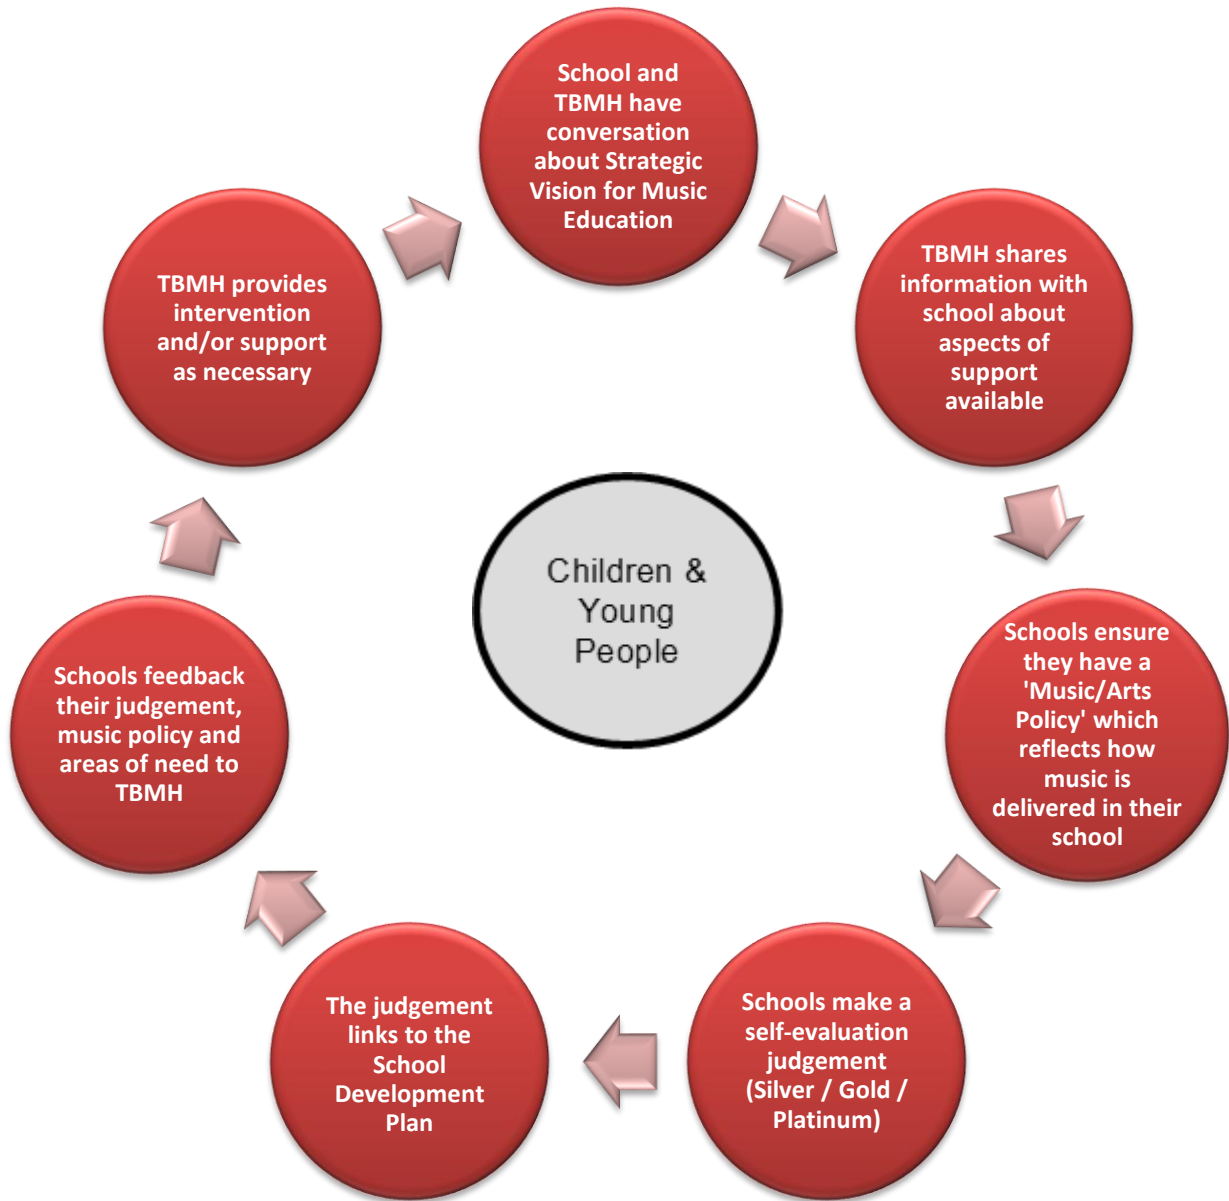 School and
TBMH have
conversation
about Strategic
Vision for Music
Education
TBMH shares
information with
school about
aspects of
support
available
Schools ensure
they have a
'Music/Arts
Policy' which
reflects how
music is
delivered in their
school
Schools make a
self-evaluation
judgement
(Silver / Gold /
Platinum)
The judgement
links to the
School
Development
Plan
Schools feedback
their judgement,
music policy and
areas of need to
TBMH
TBMH provides
intervention
and/or support
as necessary
Children &
Young
People